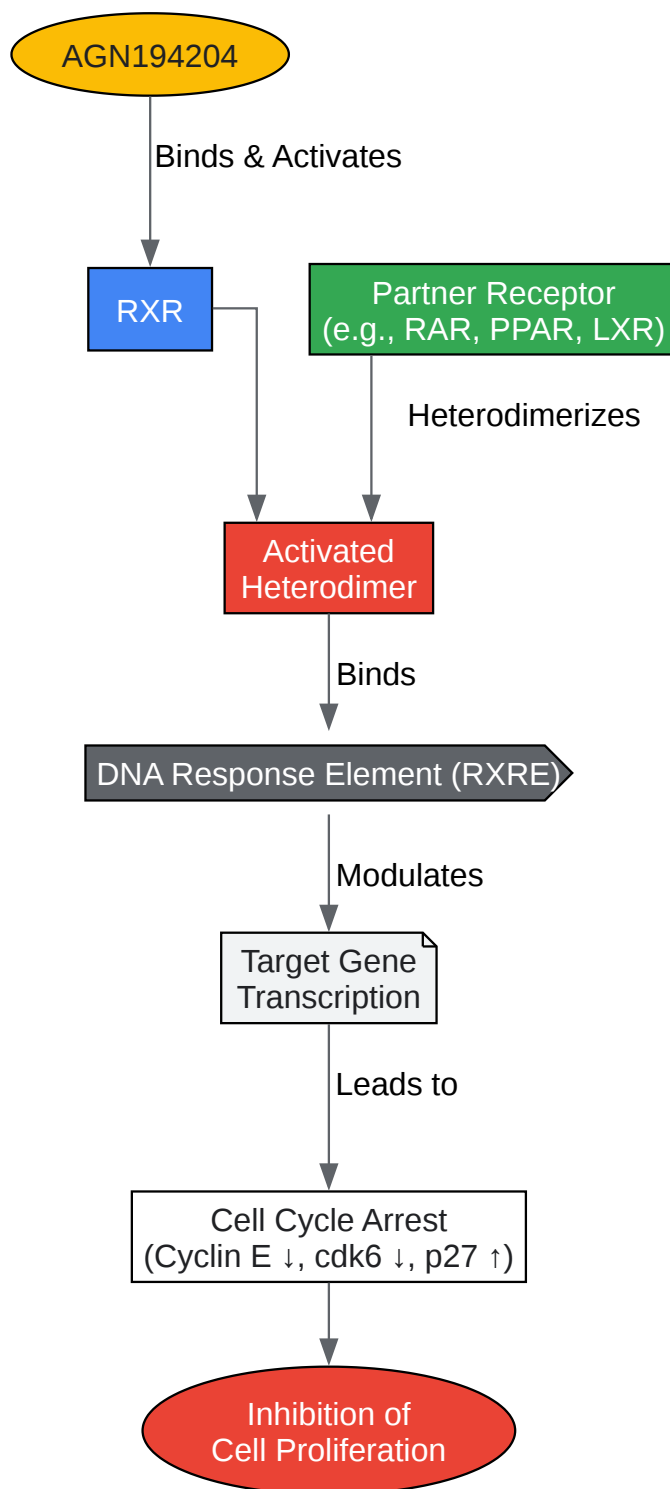 AGN194204
Binds & Activates
RXR
Partner Receptor
(e.g., RAR, PPAR, LXR)
Heterodimerizes
Activated
Heterodimer
Binds
DNA Response Element (RXRE)
Modulates
Target Gene
Transcription
Leads to
Cell Cycle Arrest
(Cyclin E ↓, cdk6 ↓, p27 ↑)
Inhibition of
Cell Proliferation